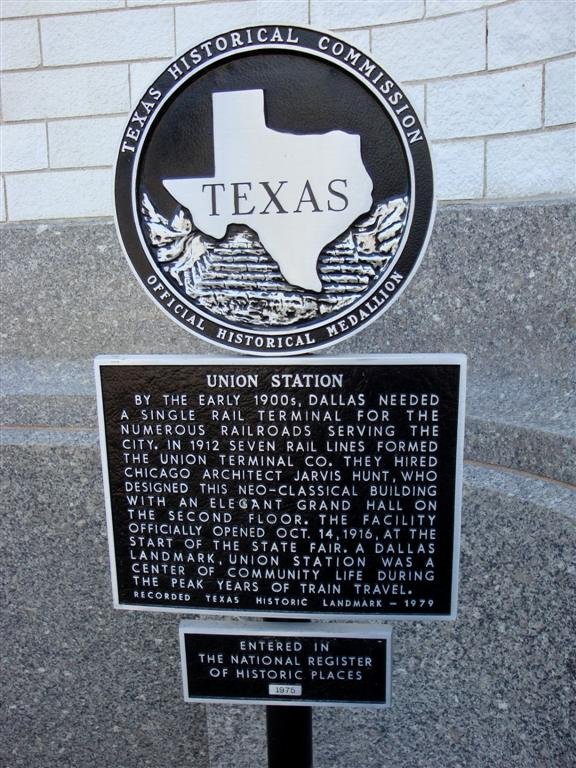 TEXAS HISTORICAL COMMISSION
TEXAS
OFFICIAL HISTORICAL MEDALLION
UNION STATION
BY THE EARLY 1900s, DALLAS NEEDED
A SINGLE RAIL TERMINAL FOR THE
NUMEROUS RAILROADS SERVING THE
CITY. IN 1912 SEVEN RAIL LINES FORMED
THE UNION TERMINAL CO. THEY HIRED
CHICAGO ARCHITECT JARVIS HUNT, WHO
DESIGNED THIS NEO-CLASSICAL BUILDING
WITH AN ELEGANT GRAND HALL ON
THE SECOND FLOOR. THE FACILITY
OFFICIALLY OPENED OCT. 14, 1916, AT THE
START OF THE STATE FAIR. A DALLAS
LANDMARK, UNION STATION WAS A
CENTER OF COMMUNITY LIFE DURING
THE PEAK YEARS OF TRAIN TRAVEL.
RECORDED TEXAS HISTORIC LANDMARK - 1979
ENTERED IN
THE NATIONAL REGISTER
OF HISTORIC PLACES
1975